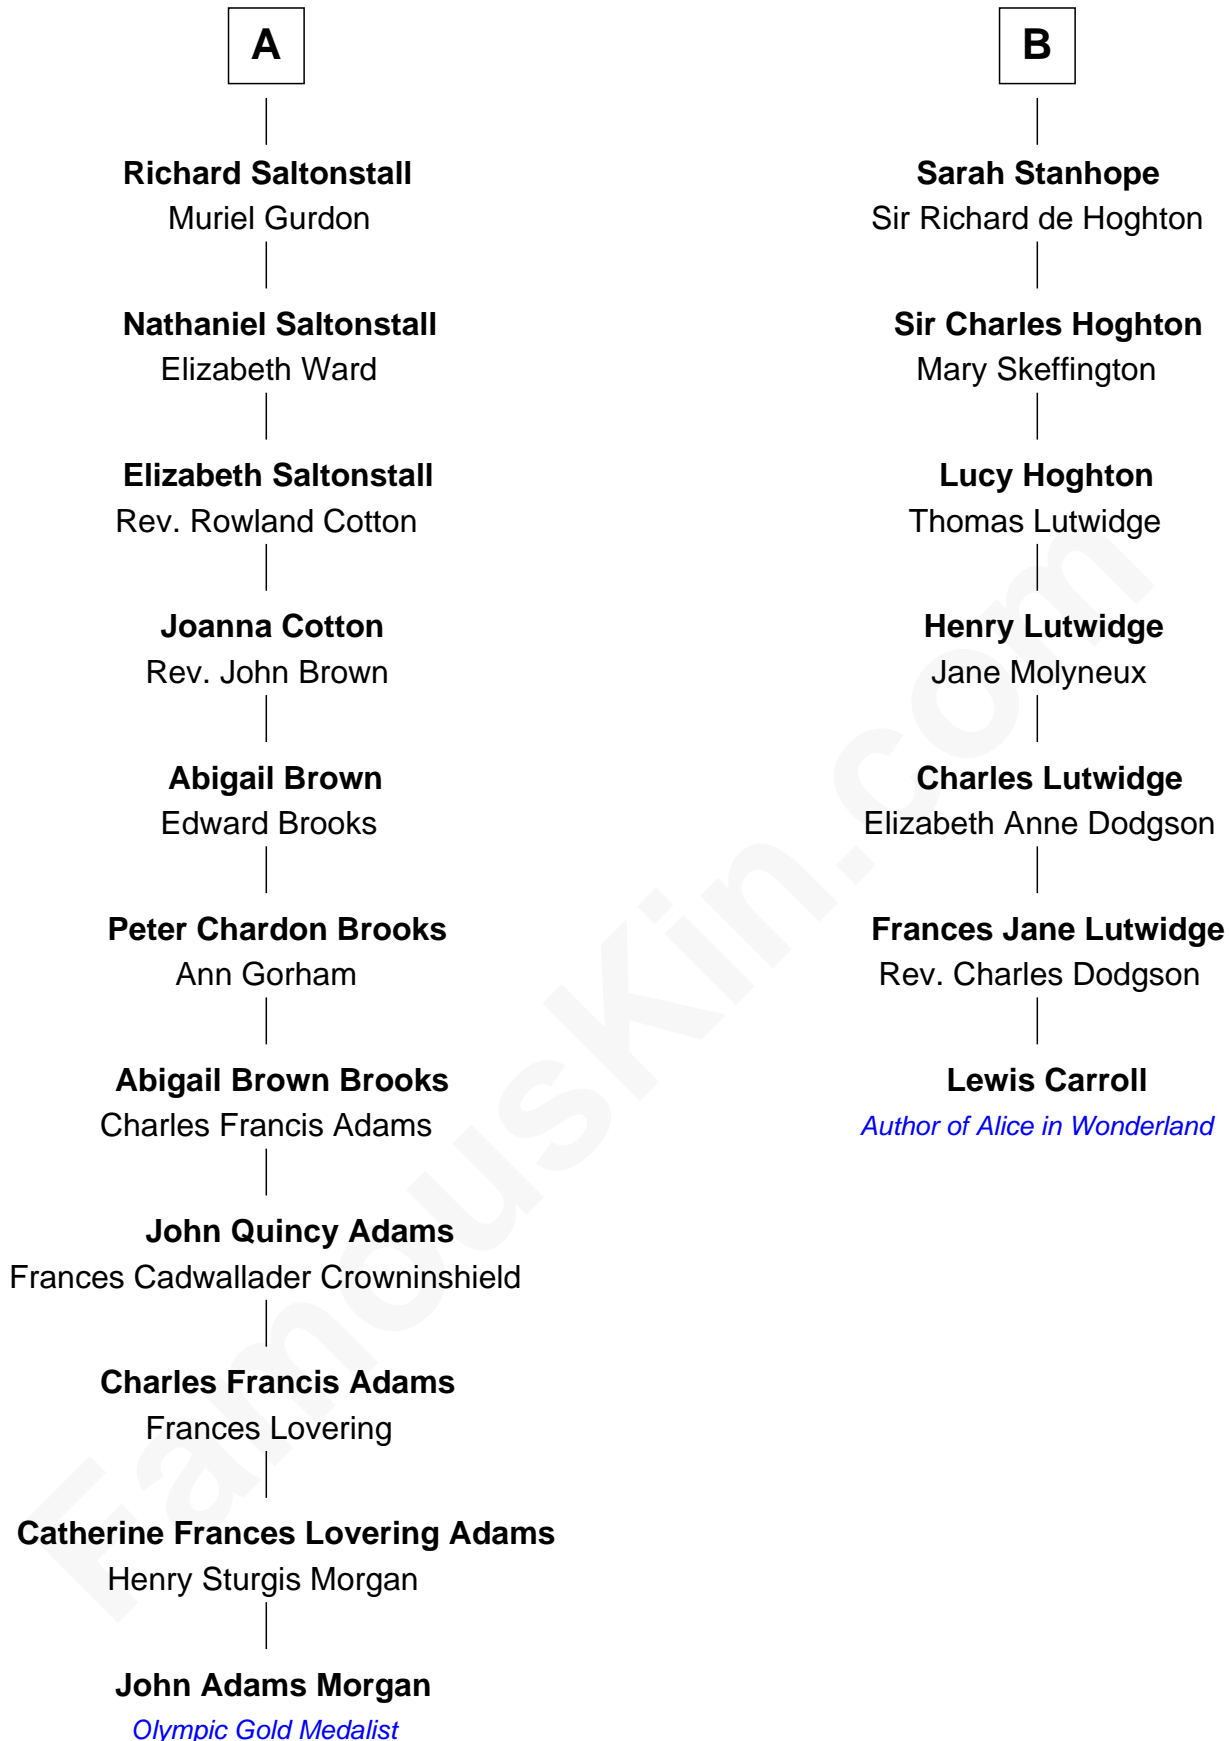 A
Richard Saltonstall
Muriel Gurdon
Nathaniel Saltonstall
Elizabeth Ward
Elizabeth Saltonstall
Rev. Rowland Cotton
Joanna Cotton
Rev. John Brown
Abigail Brown
Edward Brooks
Peter Chardon Brooks
Ann Gorham
Abigail Brown Brooks
Charles Francis Adams
John Quincy Adams
Frances Cadwallader Crowninshield
Charles Francis Adams
Frances Lovering
Catherine Frances Lovering Adams
Henry Sturgis Morgan
John Adams Morgan
Olympic Gold Medalist
B
Sarah Stanhope
Sir Richard de Hoghton
Sir Charles Hoghton
Mary Skeffington
Lucy Hoghton
Thomas Lutwidge
Henry Lutwidge
Jane Molyneux
Charles Lutwidge
Elizabeth Anne Dodgson
Frances Jane Lutwidge
Rev. Charles Dodgson
Lewis Carroll
Author of Alice in Wonderland
FamousKin.com